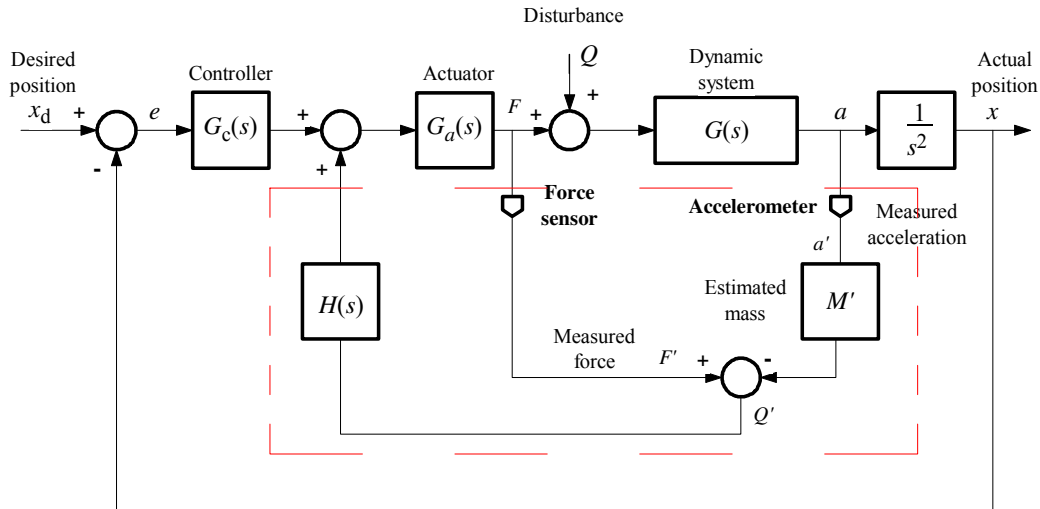 Disturbance
Desired
position
x_d
+
-
e
Controller
G_c(s)
+
+
Actuator
G_a(s)
F
+
Q
+
Dynamic
system
G(s)
a
1
s²
Actual
position
x
Force
sensor
Accelerometer
Measured
acceleration
a'
H(s)
Estimated
mass
M'
Measured
force
F'
+
-
Q'